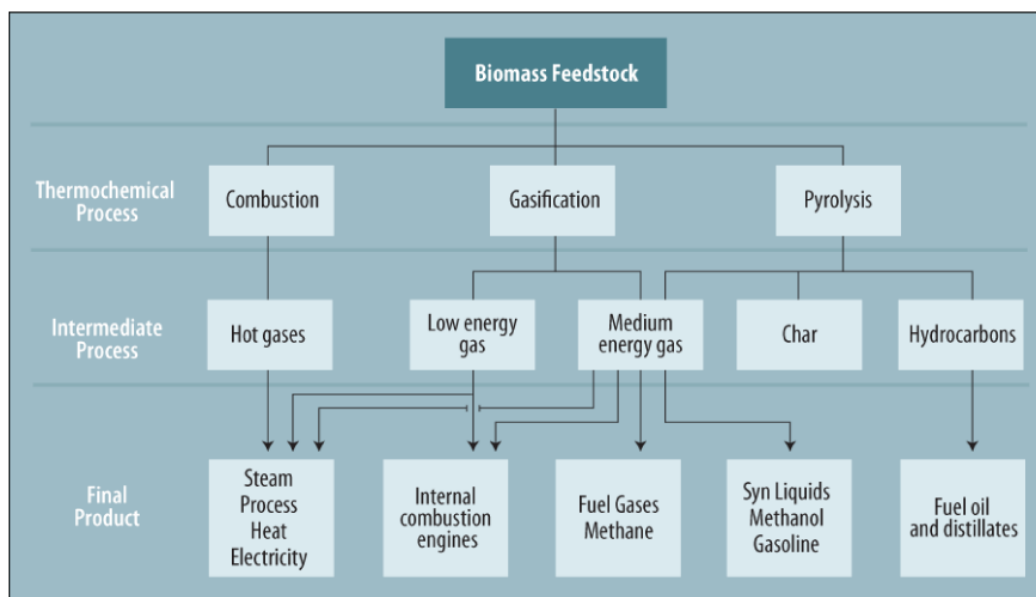 Biomass Feedstock
Thermochemical
Process
Combustion
Gasification
Pyrolysis
Intermediate
Process
Hot gases
Low energy
gas
Medium
energy gas
Char
Hydrocarbons
Final
Product
Steam
Process
Heat
Electricity
Internal
combustion
engines
Fuel Gases
Methane
Syn Liquids
Methanol
Gasoline
Fuel oil
and distillates